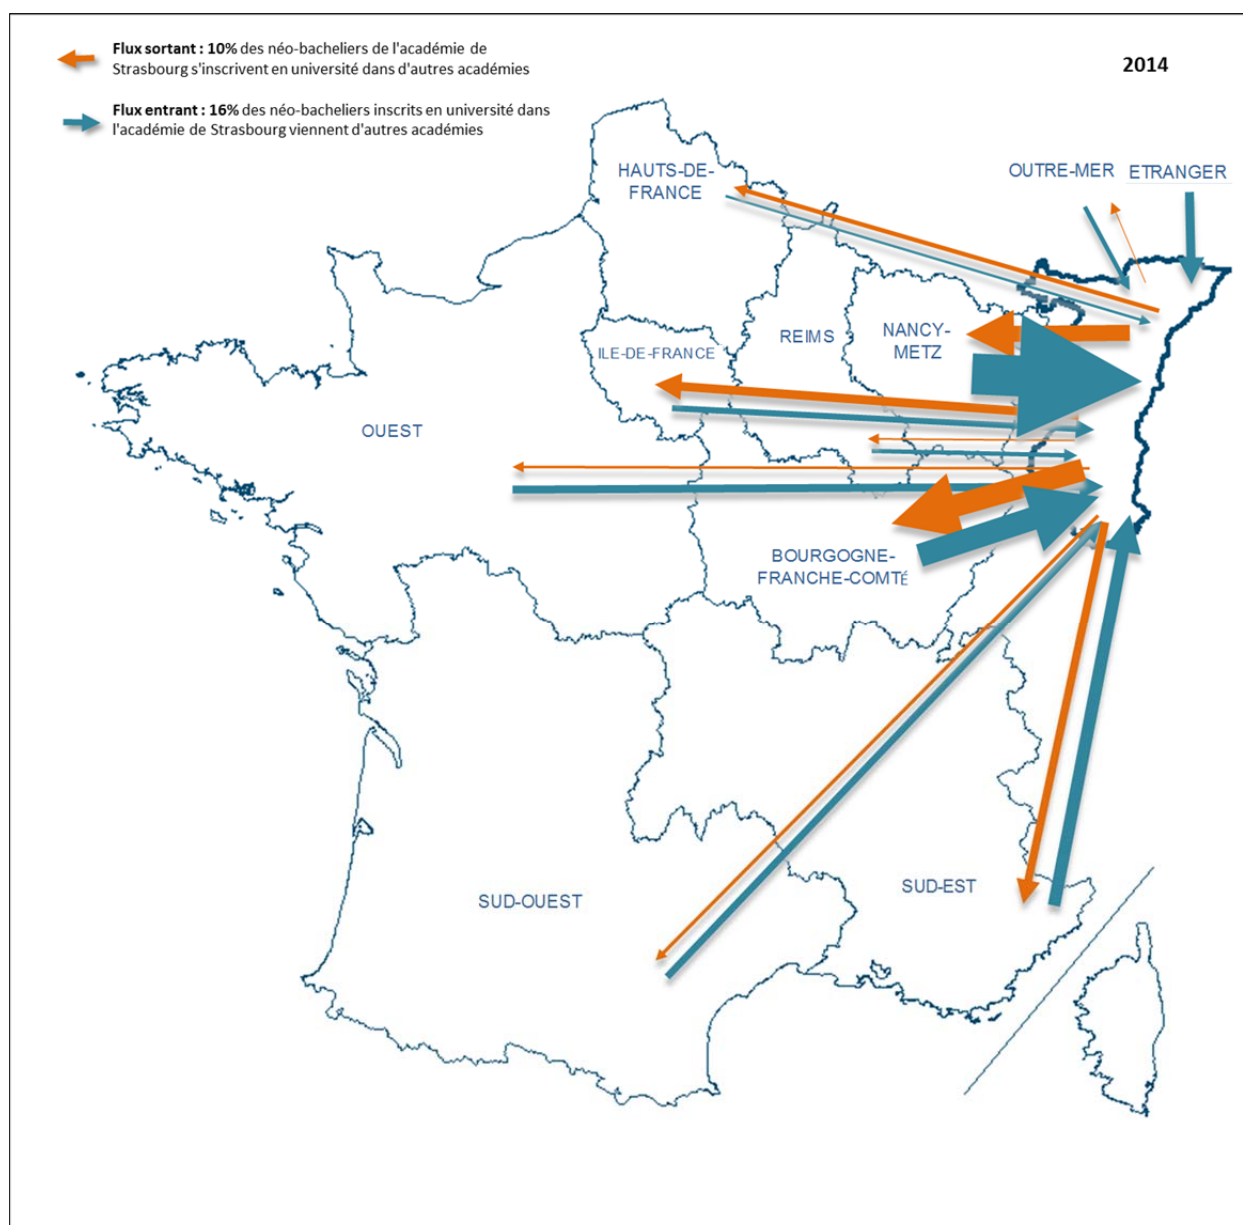 Flux sortant : 10% des néo-bacheliers de l'académie de
Strasbourg s'inscrivent en université dans d'autres académies
2014
Flux entrant : 16% des néo-bacheliers inscrits en université dans
l'académie de Strasbourg viennent d'autres académies
HAUTS-DE-
FRANCE
OUTRE-MER
ETRANGER
REIMS
NANCY-
METZ
ILE-DE-FRANCE
OUEST
BOURGOGNE-
FRANCHE-COMTÉ
SUD-OUEST
SUD-EST